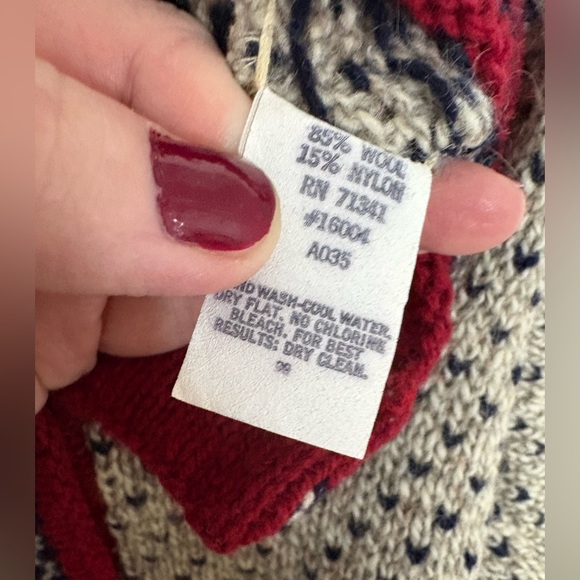 85% WOOL
15% NYLON
RN 71341
#16004
A035
ND WASH-COOL WATER.
DRY FLAT. NO CHLORINE
BLEACH. FOR BEST
RESULTS: DRY CLEAN.